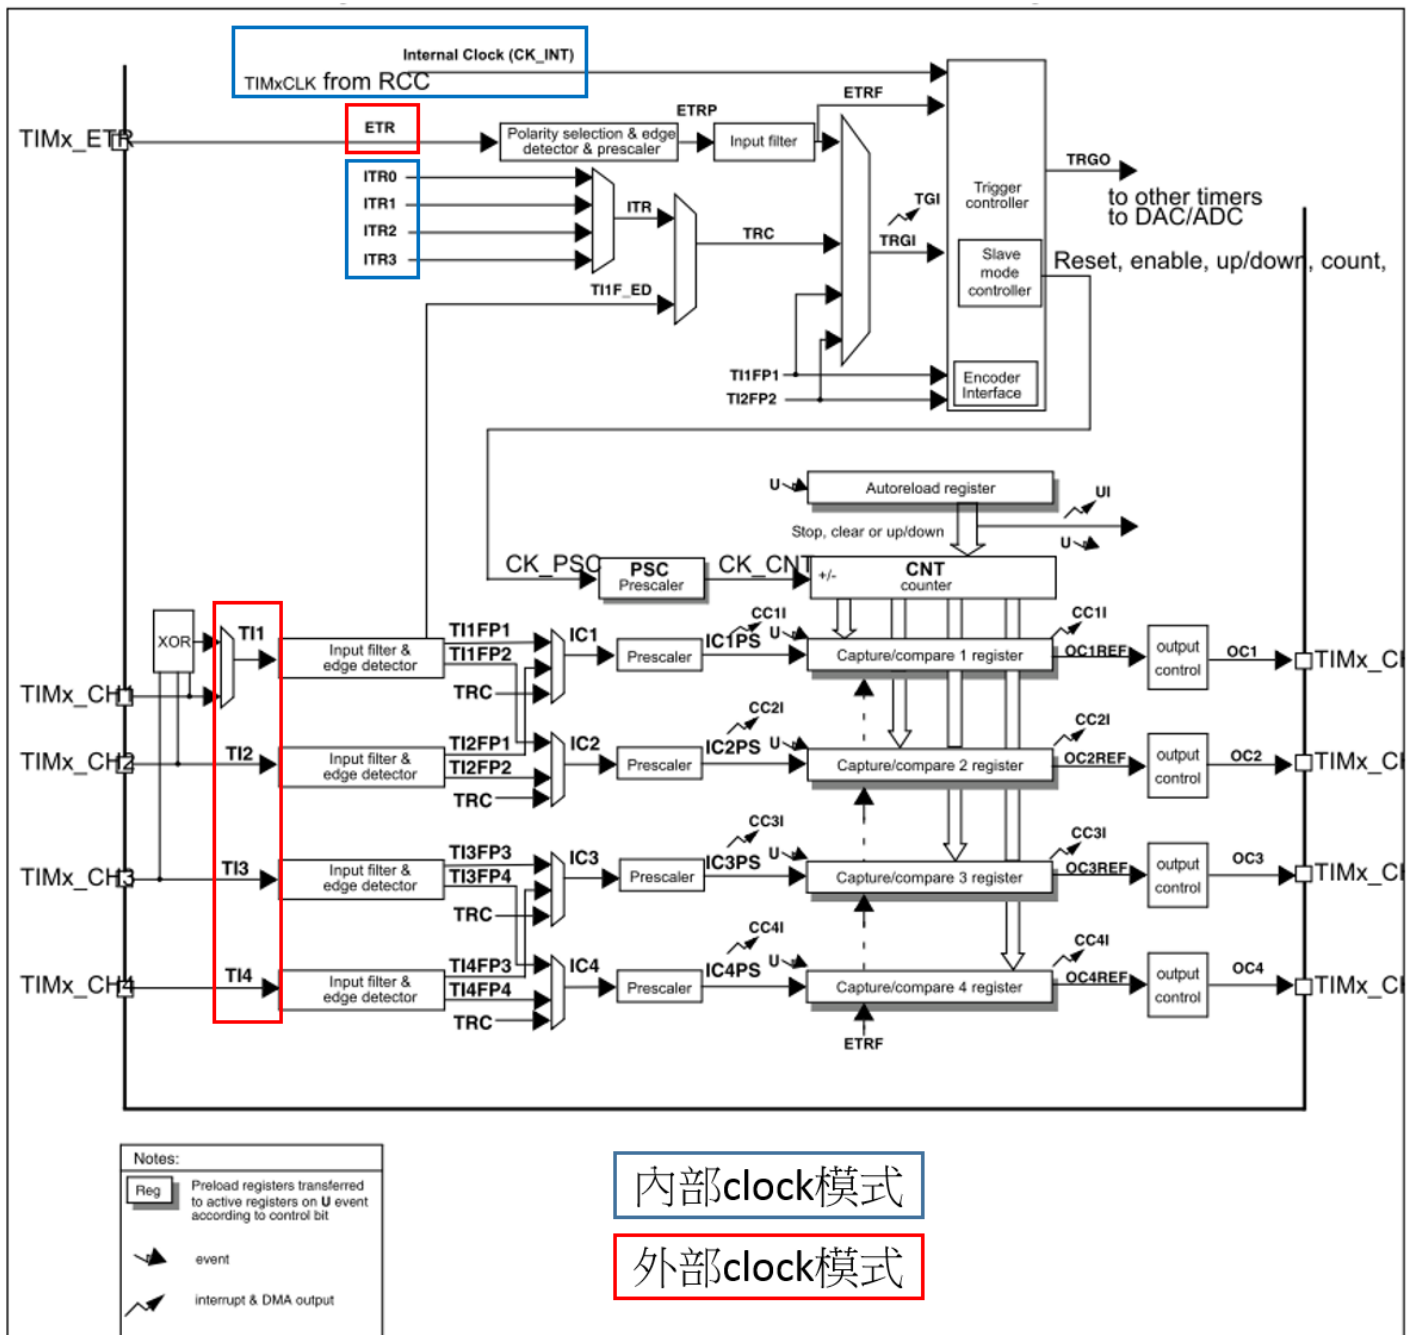 Internal Clock (CK_INT)
TIMxCLK from RCC
ETRF
ETRP
TIMx_ETR
ETR
Polarity selection & edge
detector & prescaler
Input filter
TRGO
to other timers
to DAC/ADC
ITR0
ITR1
ITR2
ITR3
ITR
TRC
TGI
TRGI
Trigger
controller
Slave
mode
controller
Reset, enable, up/down, count,
TI1F_ED
TI1FP1
TI2FP2
Encoder
Interface
U
Autoreload register
UI
Stop, clear or up/down
U
CK_PSC
PSC
Prescaler
CK_CNT
+/-
CNT
counter
XOR
TI1
TIMx_CH1
Input filter &
edge detector
TI1FP1
TI1FP2
TRC
IC1
Prescaler
CC1I
IC1PS
U
Capture/compare 1 register
CC1I
OC1REF
output
control
OC1
TIMx_CH
TIMx_CH2
TI2
Input filter &
edge detector
TI2FP1
TI2FP2
TRC
IC2
Prescaler
CC2I
IC2PS
U
Capture/compare 2 register
CC2I
OC2REF
output
control
OC2
TIMx_CH
TIMx_CH3
TI3
Input filter &
edge detector
TI3FP3
TI3FP4
TRC
IC3
Prescaler
CC3I
IC3PS
U
Capture/compare 3 register
CC3I
OC3REF
output
control
OC3
TIMx_CH
TIMx_CH4
TI4
Input filter &
edge detector
TI4FP3
TI4FP4
TRC
IC4
Prescaler
CC4I
IC4PS
U
Capture/compare 4 register
CC4I
OC4REF
output
control
OC4
TIMx_CH
ETRF
Notes:
Reg
Preload registers transferred
to active registers on U event
according to control bit
event
interrupt & DMA output
內部clock模式
外部clock模式